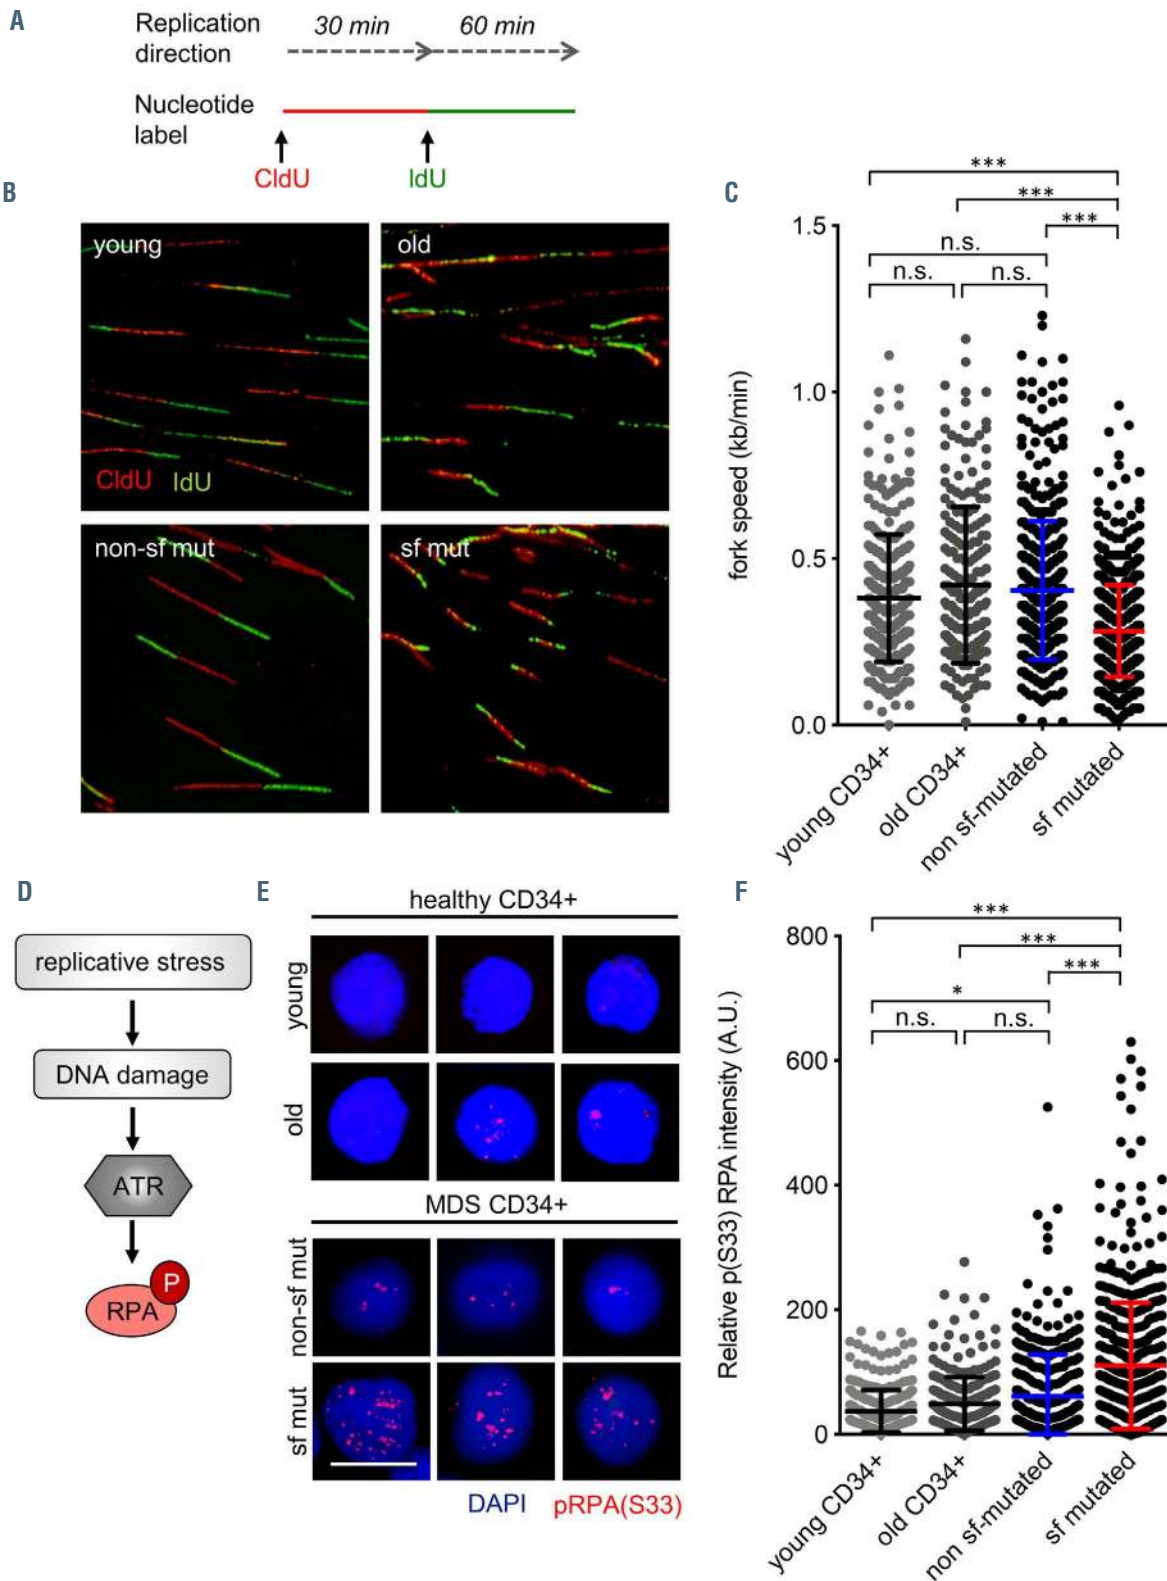 A
Replication
direction
30 min
60 min
Nucleotide
label
CldU
IdU
B
young
CldU IdU
old
non-sf mut
sf mut
C
***
***
***
n.s.
n.s.
n.s.
fork speed (kb/min)
1.5
1.0
0.5
0.0
young CD34+
old CD34+
non sf-mutated
sf mutated
D
replicative stress
DNA damage
ATR
P
RPA
E
healthy CD34+
young
old
MDS CD34+
non-sf mut
sf mut
DAPI
pRPA(S33)
F
***
***
***
*
n.s.
n.s.
Relative p(S33) RPA intensity (A.U.)
800
600
400
200
0
young CD34+
old CD34+
non sf-mutated
sf mutated